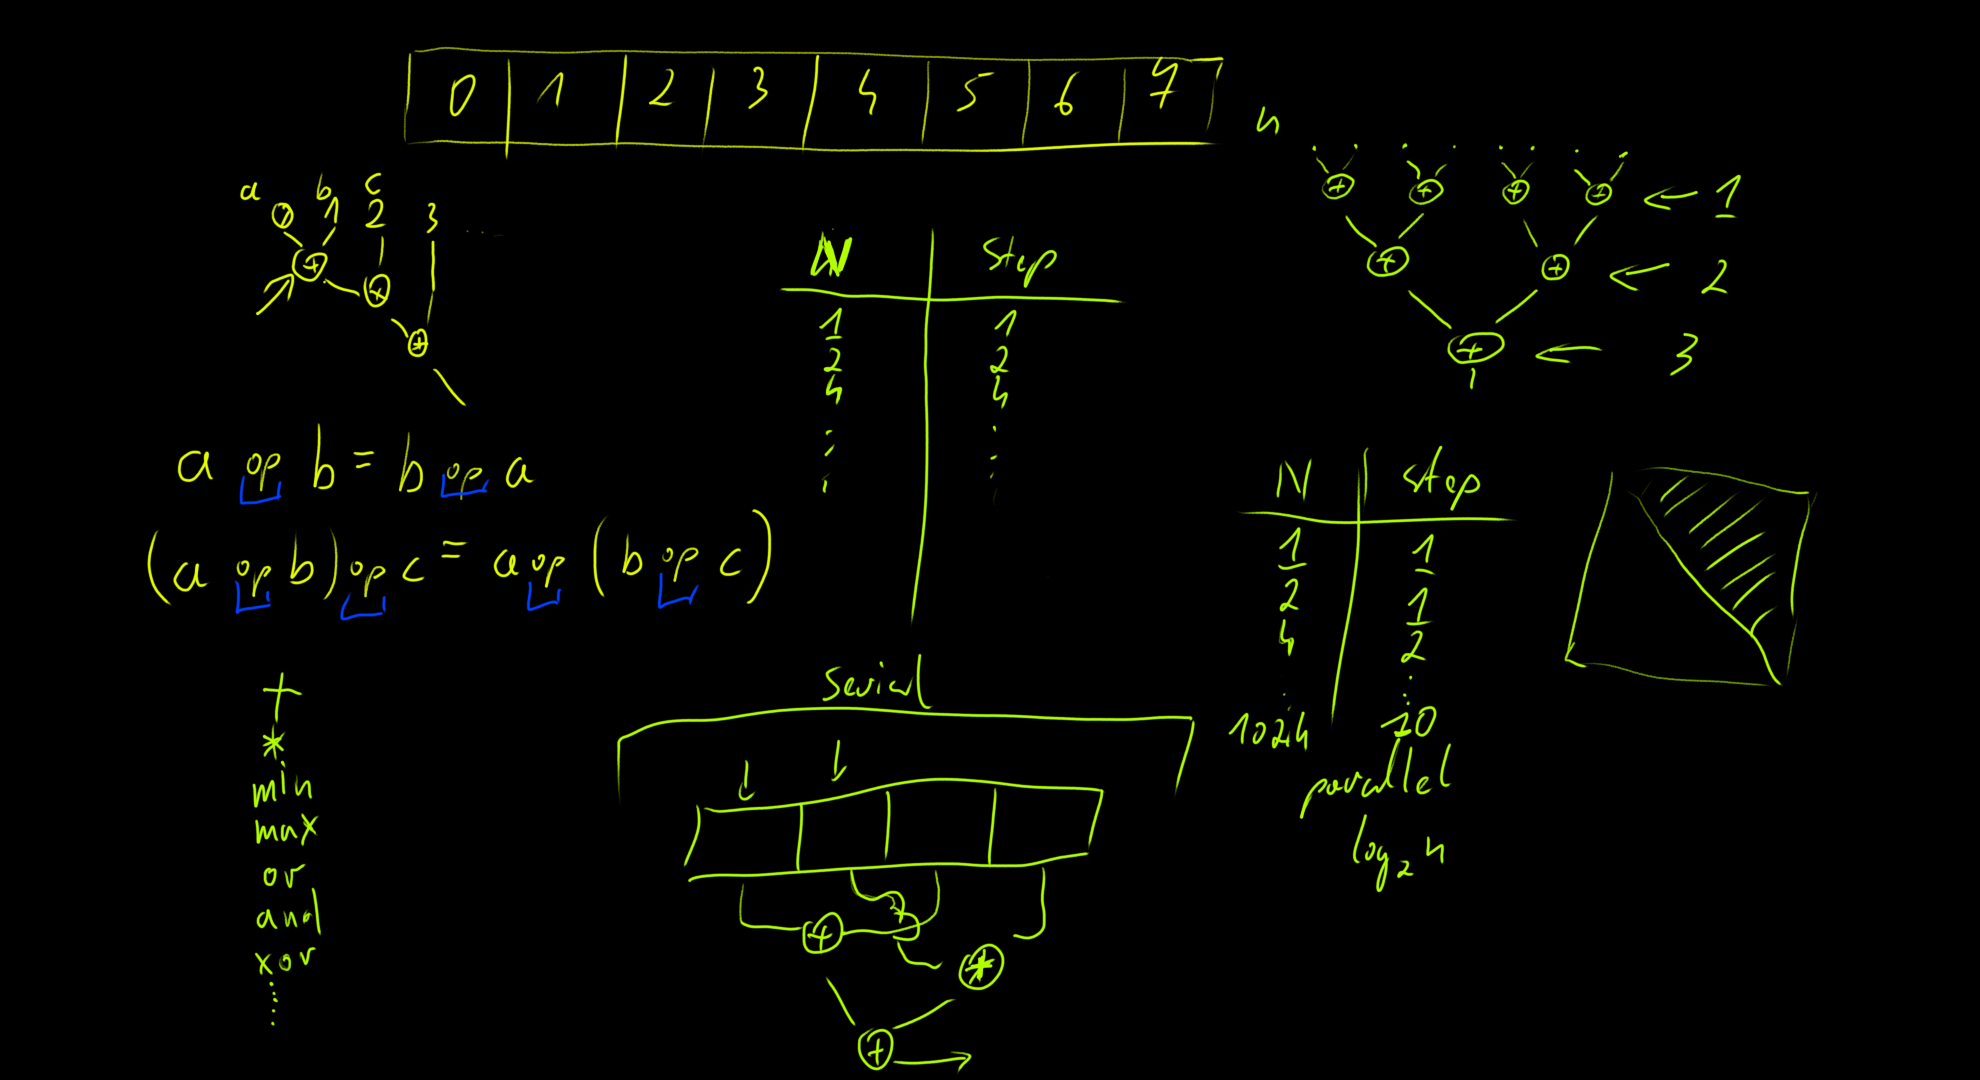 0 1 2 3 4 5 6 7
n
a b c
0 1 2 3 ....
+
+
+
N Step
1 1
2 2
4 4
⋮ ⋮
+ + + + ← 1
+ + ← 2
+ ← 3
a op b = b op a
(a op b) op c = a op (b op c)
+
*
min
max
or
and
xor
⋮
serial
+ +
+
N step
1 1
2 1
4 2
⋮ ⋮
1024 10
parallel
log₂ n